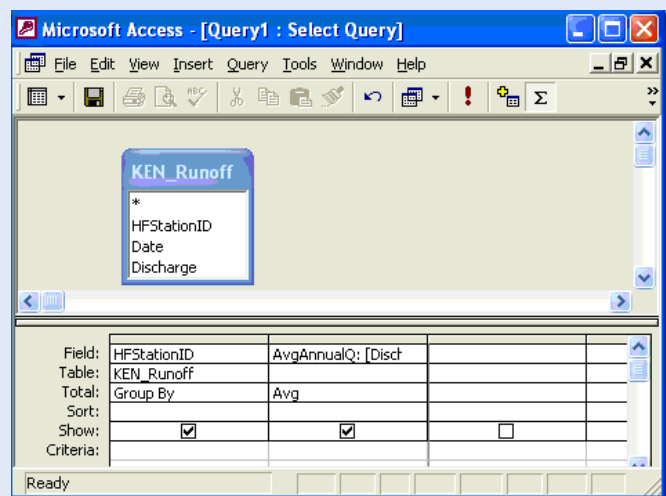 Microsoft Access - [Query1 : Select Query]
File Edit View Insert Query Tools Window Help
ABC
Σ
KEN_Runoff
*
HFStationID
Date
Discharge
Field: HFStationID AvgAnnualQ: [Disch
Table: KEN_Runoff
Total: Group By Avg
Sort:
Show:
Criteria:
Ready